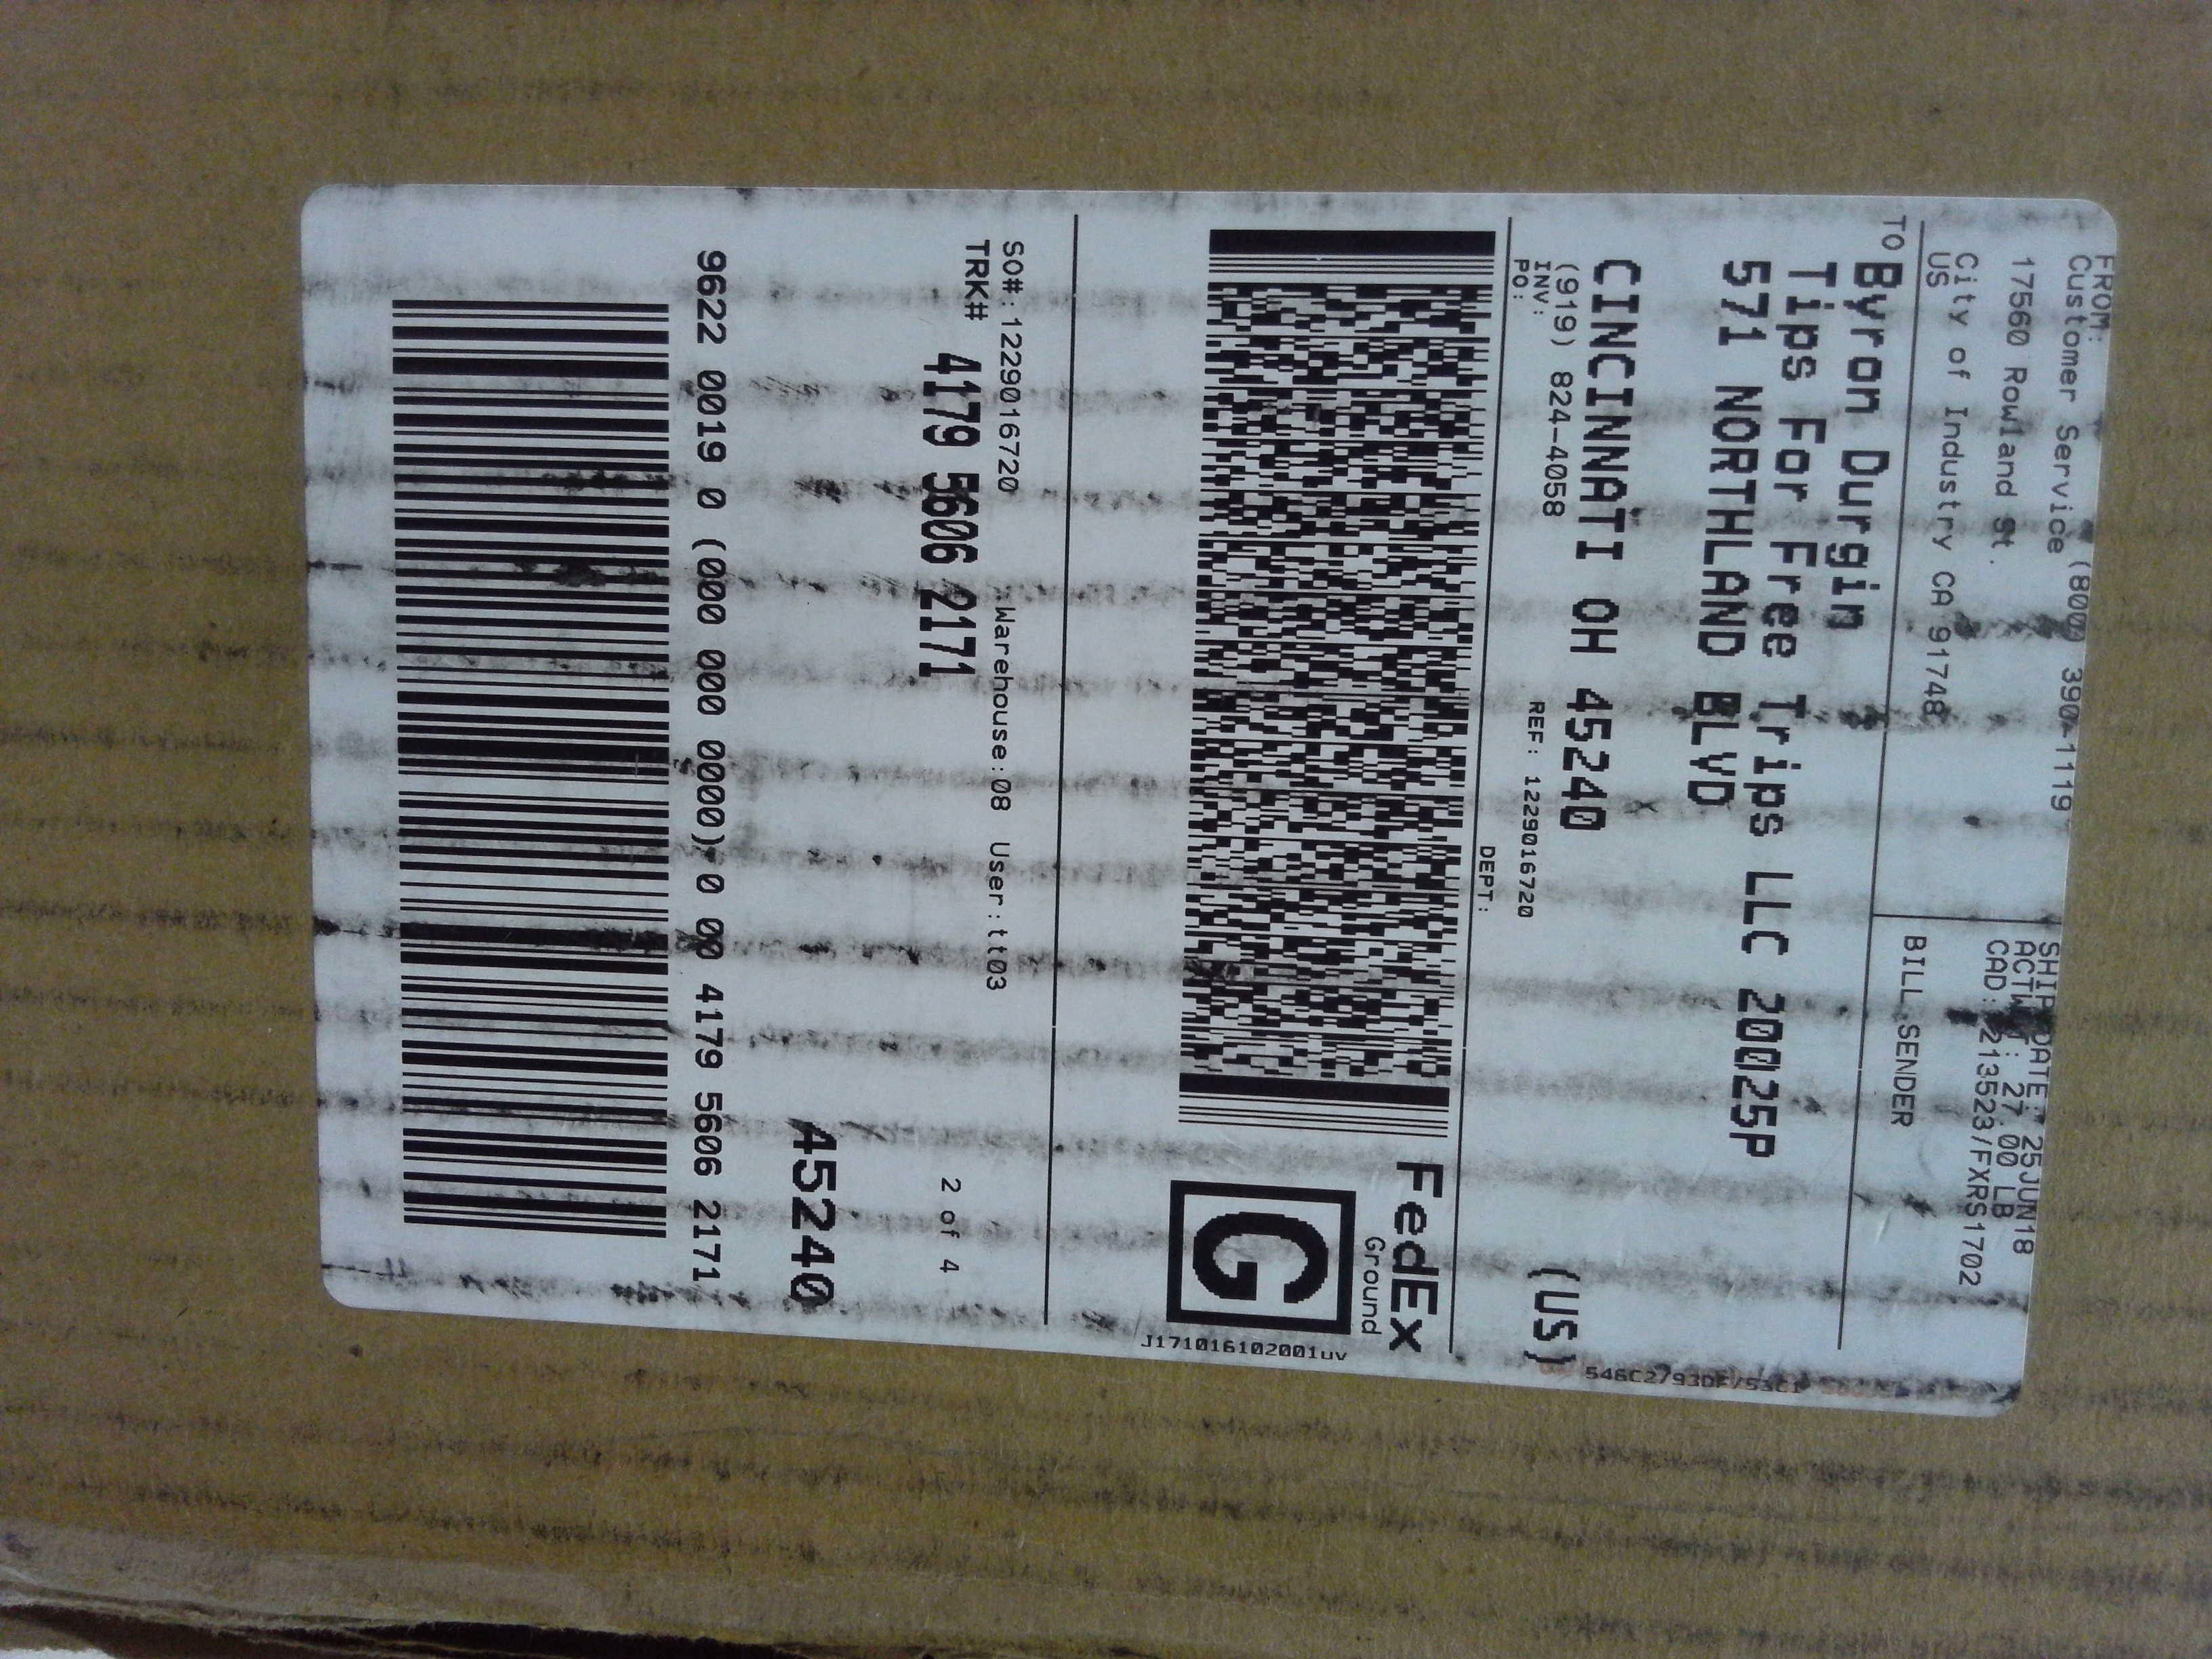 FROM:
Customer Service (800) 390-1119
17560 Rowland St.
City of Industry CA 91748
US
SHIP DATE: 25JUN18
ACTWGT: 27.00 LB
CAD: 213523/FXRS1702
BILL SENDER
TO Byron Durgin
Tips For Free Trips LLC 20025P
571 NORTHLAND BLVD
CINCINNATI OH 45240
(US)
(919) 824-4058
REF: 1229016720
INV:
PO:
DEPT:
FedEx
Ground
G
J171016102001uv
SO#:1229016720 Warehouse:08 User:tt03
TRK# 4179 5606 2171
2 of 4
45240
9622 0019 0 (000 000 0000) 0 00 4179 5606 2171